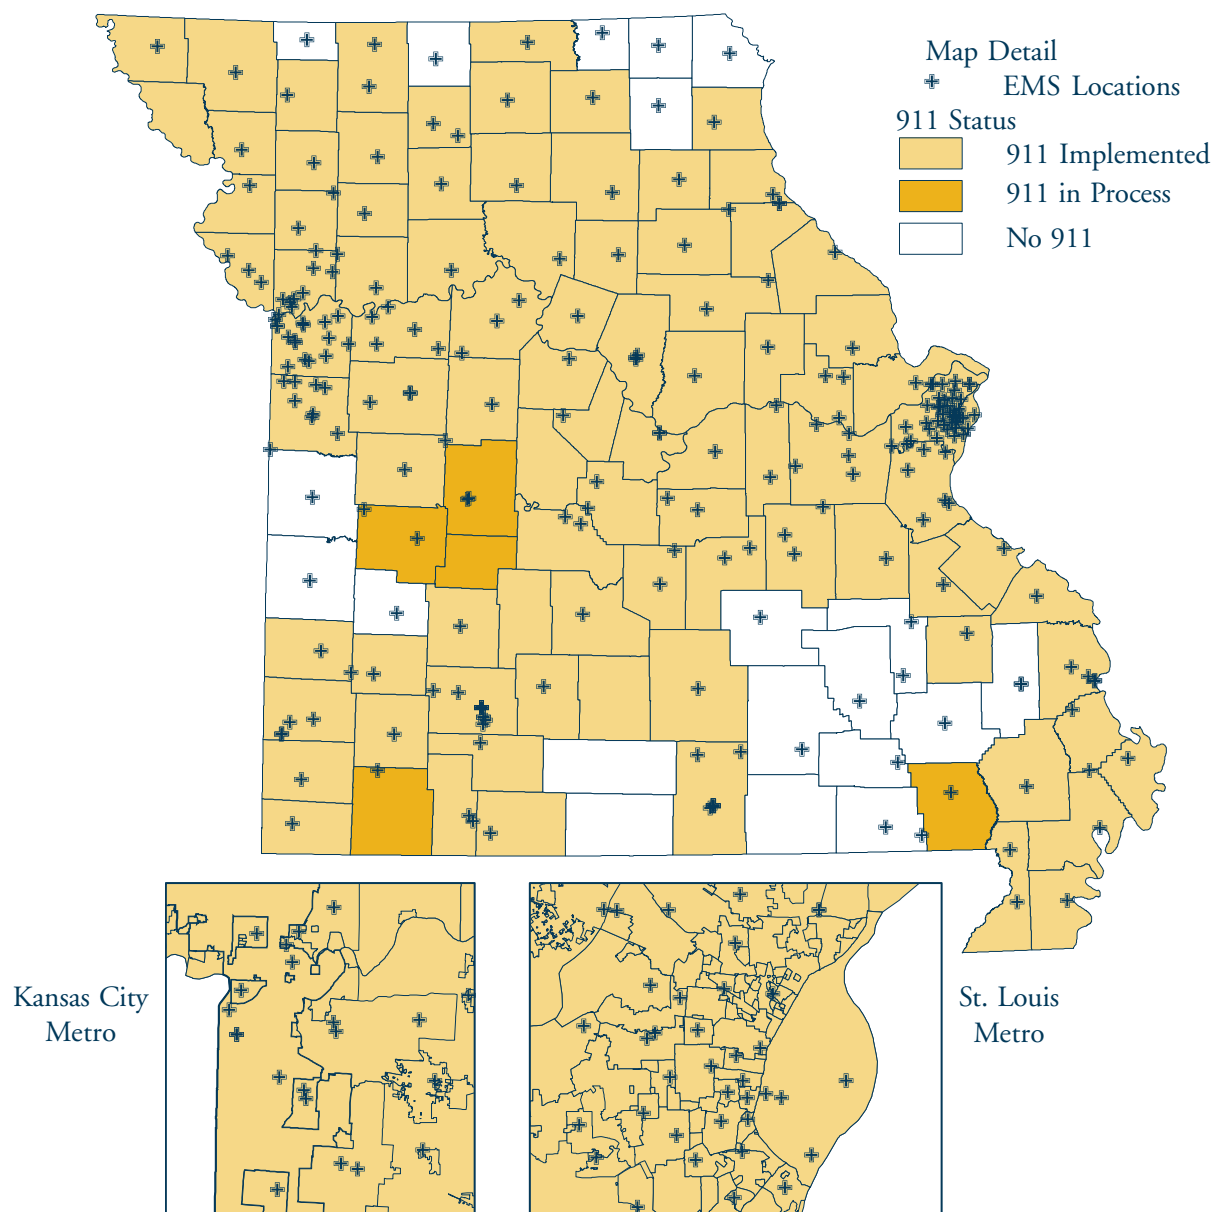 Map Detail
EMS Locations
911 Status
911 Implemented
911 in Process
No 911
Kansas City
Metro
St. Louis
Metro